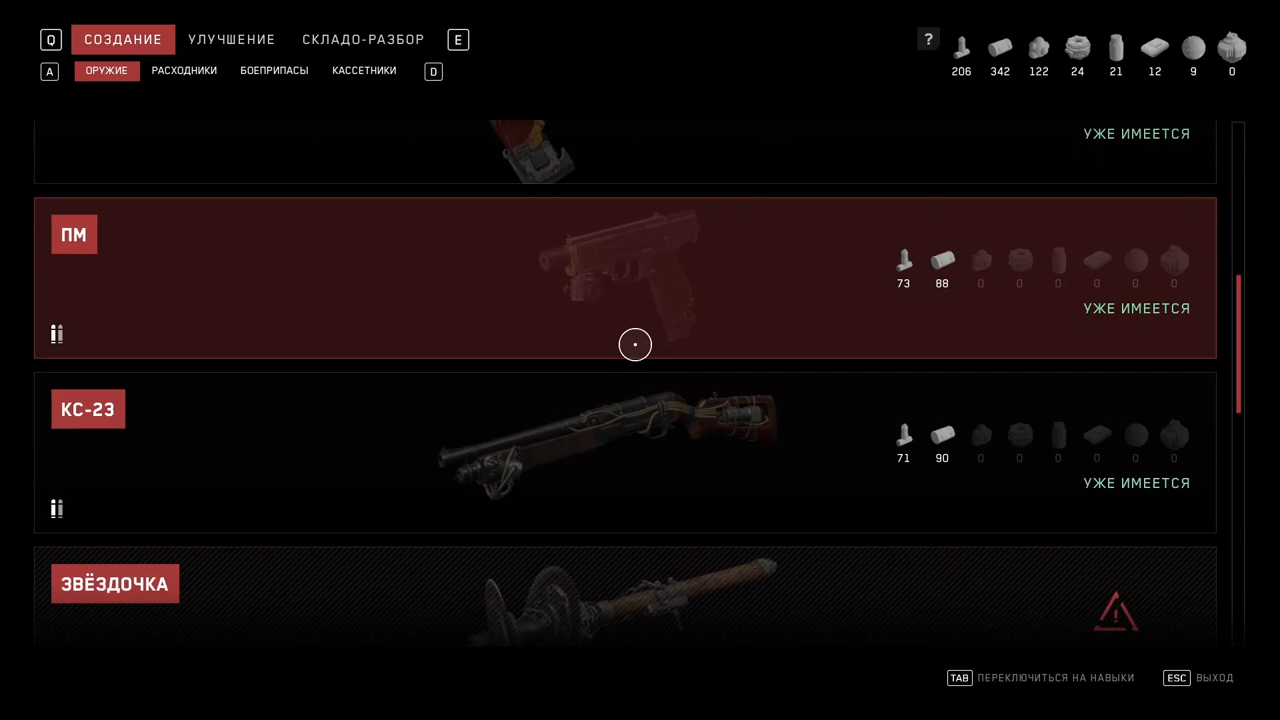 Q СОЗДАНИЕ УЛУЧШЕНИЕ СКЛАДО-РАЗБОР E
A ОРУЖИЕ РАСХОДНИКИ БОЕПРИПАСЫ КАССЕТНИКИ D
?
206 342 122 24 21 12 9 0
УЖЕ ИМЕЕТСЯ
ПМ
73 88 0 0 0 0 0 0
УЖЕ ИМЕЕТСЯ
КС-23
71 90 0 0 0 0 0 0
УЖЕ ИМЕЕТСЯ
ЗВЁЗДОЧКА
TAB ПЕРЕКЛЮЧИТЬСЯ НА НАВЫКИ ESC ВЫХОД